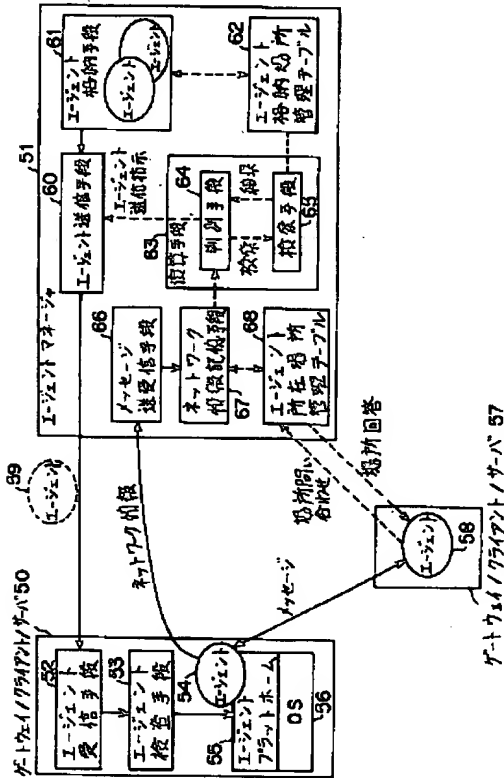 ゲートウェイ/クライアント/サーバ 50
52
エージェント
受信手段
53
エージェント
検査手段
54
エージェント
55
エージェント
プラットホーム
OS
56
59
エージェント
ネットワーク情報
メッセージ
エージェントマネージャ
51
60
エージェント送信手段
61
エージェント
格納手段
エージェント
エージェント
エージェント
送信指示
66
メッセージ
送受信手段
63
演算手段
64
判別手段
検索
結果
65
検索手段
62
エージェント
格納場所
管理テーブル
ネットワーク
情報記憶手段
67
68
エージェント
所在場所
管理テーブル
場所問い
合わせ
場所回答
エージェント
58
ゲートウェイ/クライアント/サーバ 57